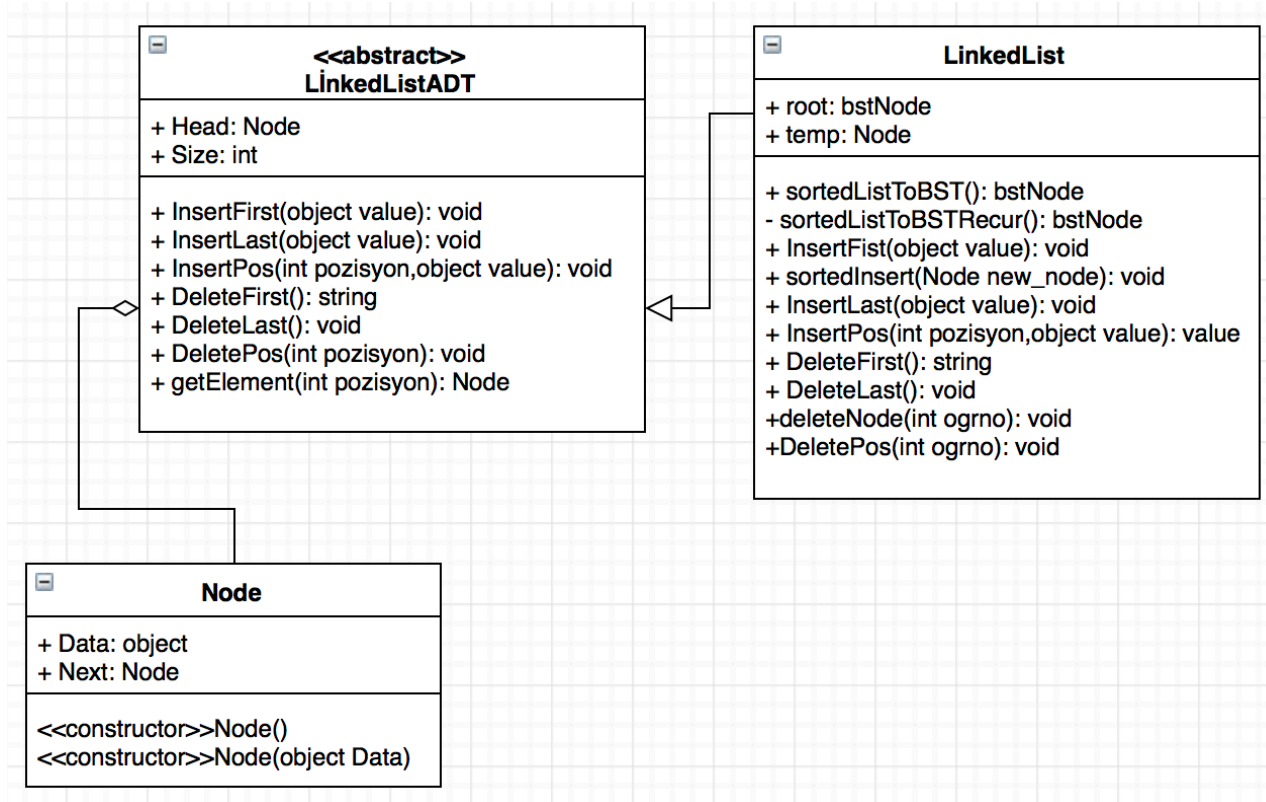 <<abstract>>
LİnkedListADT
+ Head: Node
+ Size: int
+ InsertFirst(object value): void
+ InsertLast(object value): void
+ InsertPos(int pozisyon,object value): void
+ DeleteFirst(): string
+ DeleteLast(): void
+ DeletePos(int pozisyon): void
+ getElement(int pozisyon): Node
LinkedList
+ root: bstNode
+ temp: Node
+ sortedListToBST(): bstNode
- sortedListToBSTRecur(): bstNode
+ InsertFist(object value): void
+ sortedInsert(Node new_node): void
+ InsertLast(object value): void
+ InsertPos(int pozisyon,object value): value
+ DeleteFirst(): string
+ DeleteLast(): void
+deleteNode(int ogrno): void
+DeletePos(int ogrno): void
Node
+ Data: object
+ Next: Node
<<constructor>>Node()
<<constructor>>Node(object Data)